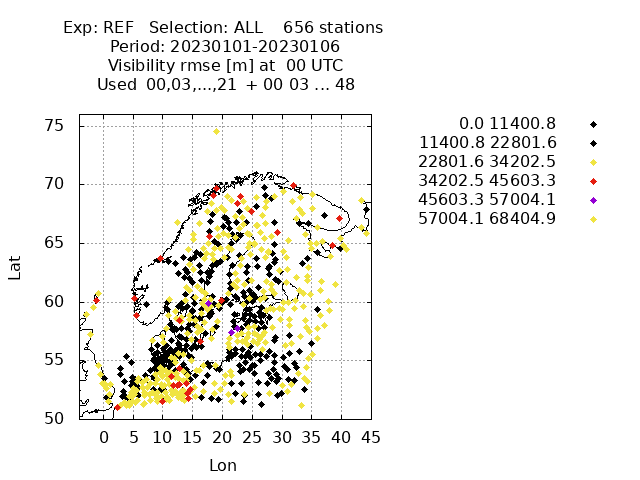 Exp: REF   Selection: ALL    656 stations
Period: 20230101-20230106
Visibility rmse [m] at  00 UTC
Used  00,03,...,21  + 00 03 ... 48
0.0 11400.8
11400.8 22801.6
22801.6 34202.5
34202.5 45603.3
45603.3 57004.1
57004.1 68404.9
75
70
65
60
55
50
Lat
0 5 10 15 20 25 30 35 40 45
Lon